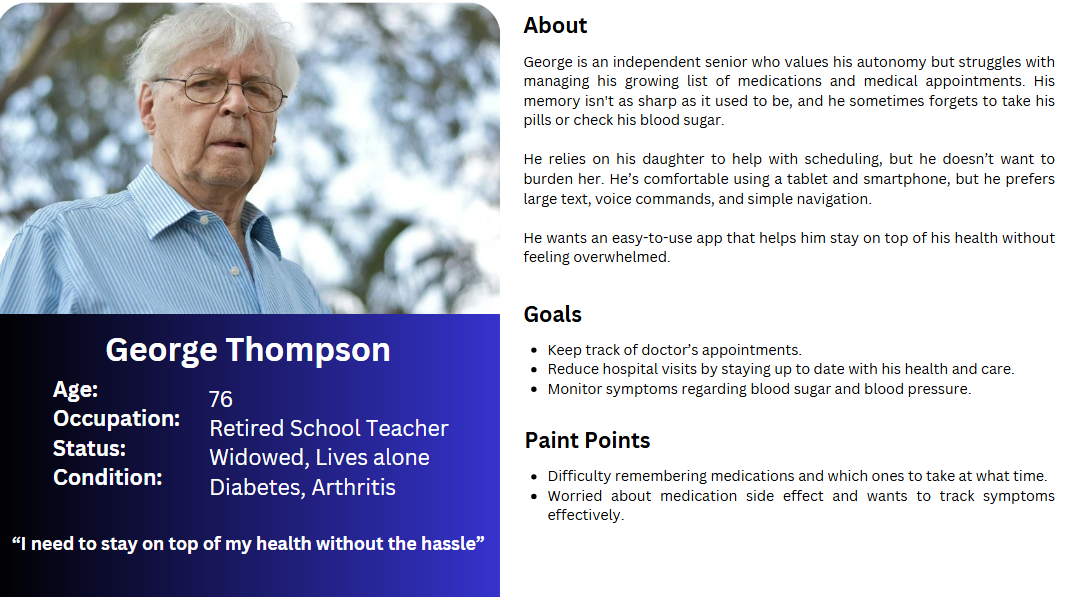 George Thompson
Age: 76
Occupation: Retired School Teacher
Status: Widowed, Lives alone
Condition: Diabetes, Arthritis
“I need to stay on top of my health without the hassle”
About
George is an independent senior who values his autonomy but struggles with
managing his growing list of medications and medical appointments. His
memory isn't as sharp as it used to be, and he sometimes forgets to take his
pills or check his blood sugar.
He relies on his daughter to help with scheduling, but he doesn’t want to
burden her. He’s comfortable using a tablet and smartphone, but he prefers
large text, voice commands, and simple navigation.
He wants an easy-to-use app that helps him stay on top of his health without
feeling overwhelmed.
Goals
• Keep track of doctor’s appointments.
• Reduce hospital visits by staying up to date with his health and care.
• Monitor symptoms regarding blood sugar and blood pressure.
Paint Points
• Difficulty remembering medications and which ones to take at what time.
• Worried about medication side effect and wants to track symptoms
effectively.